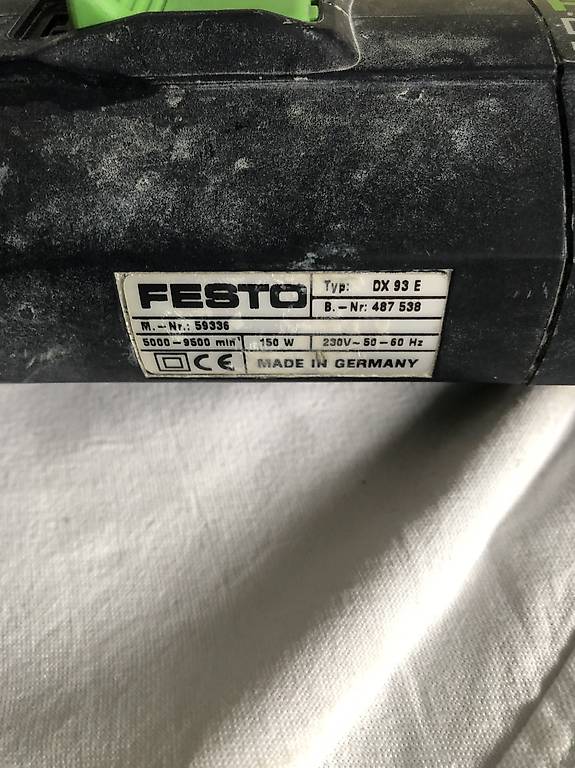 FESTO
Typ: DX 93 E
B.-Nr: 487 538
M.-Nr.: 59336
5000-9500 min⁻¹ 150 W 230V~50-60 Hz
CE MADE IN GERMANY